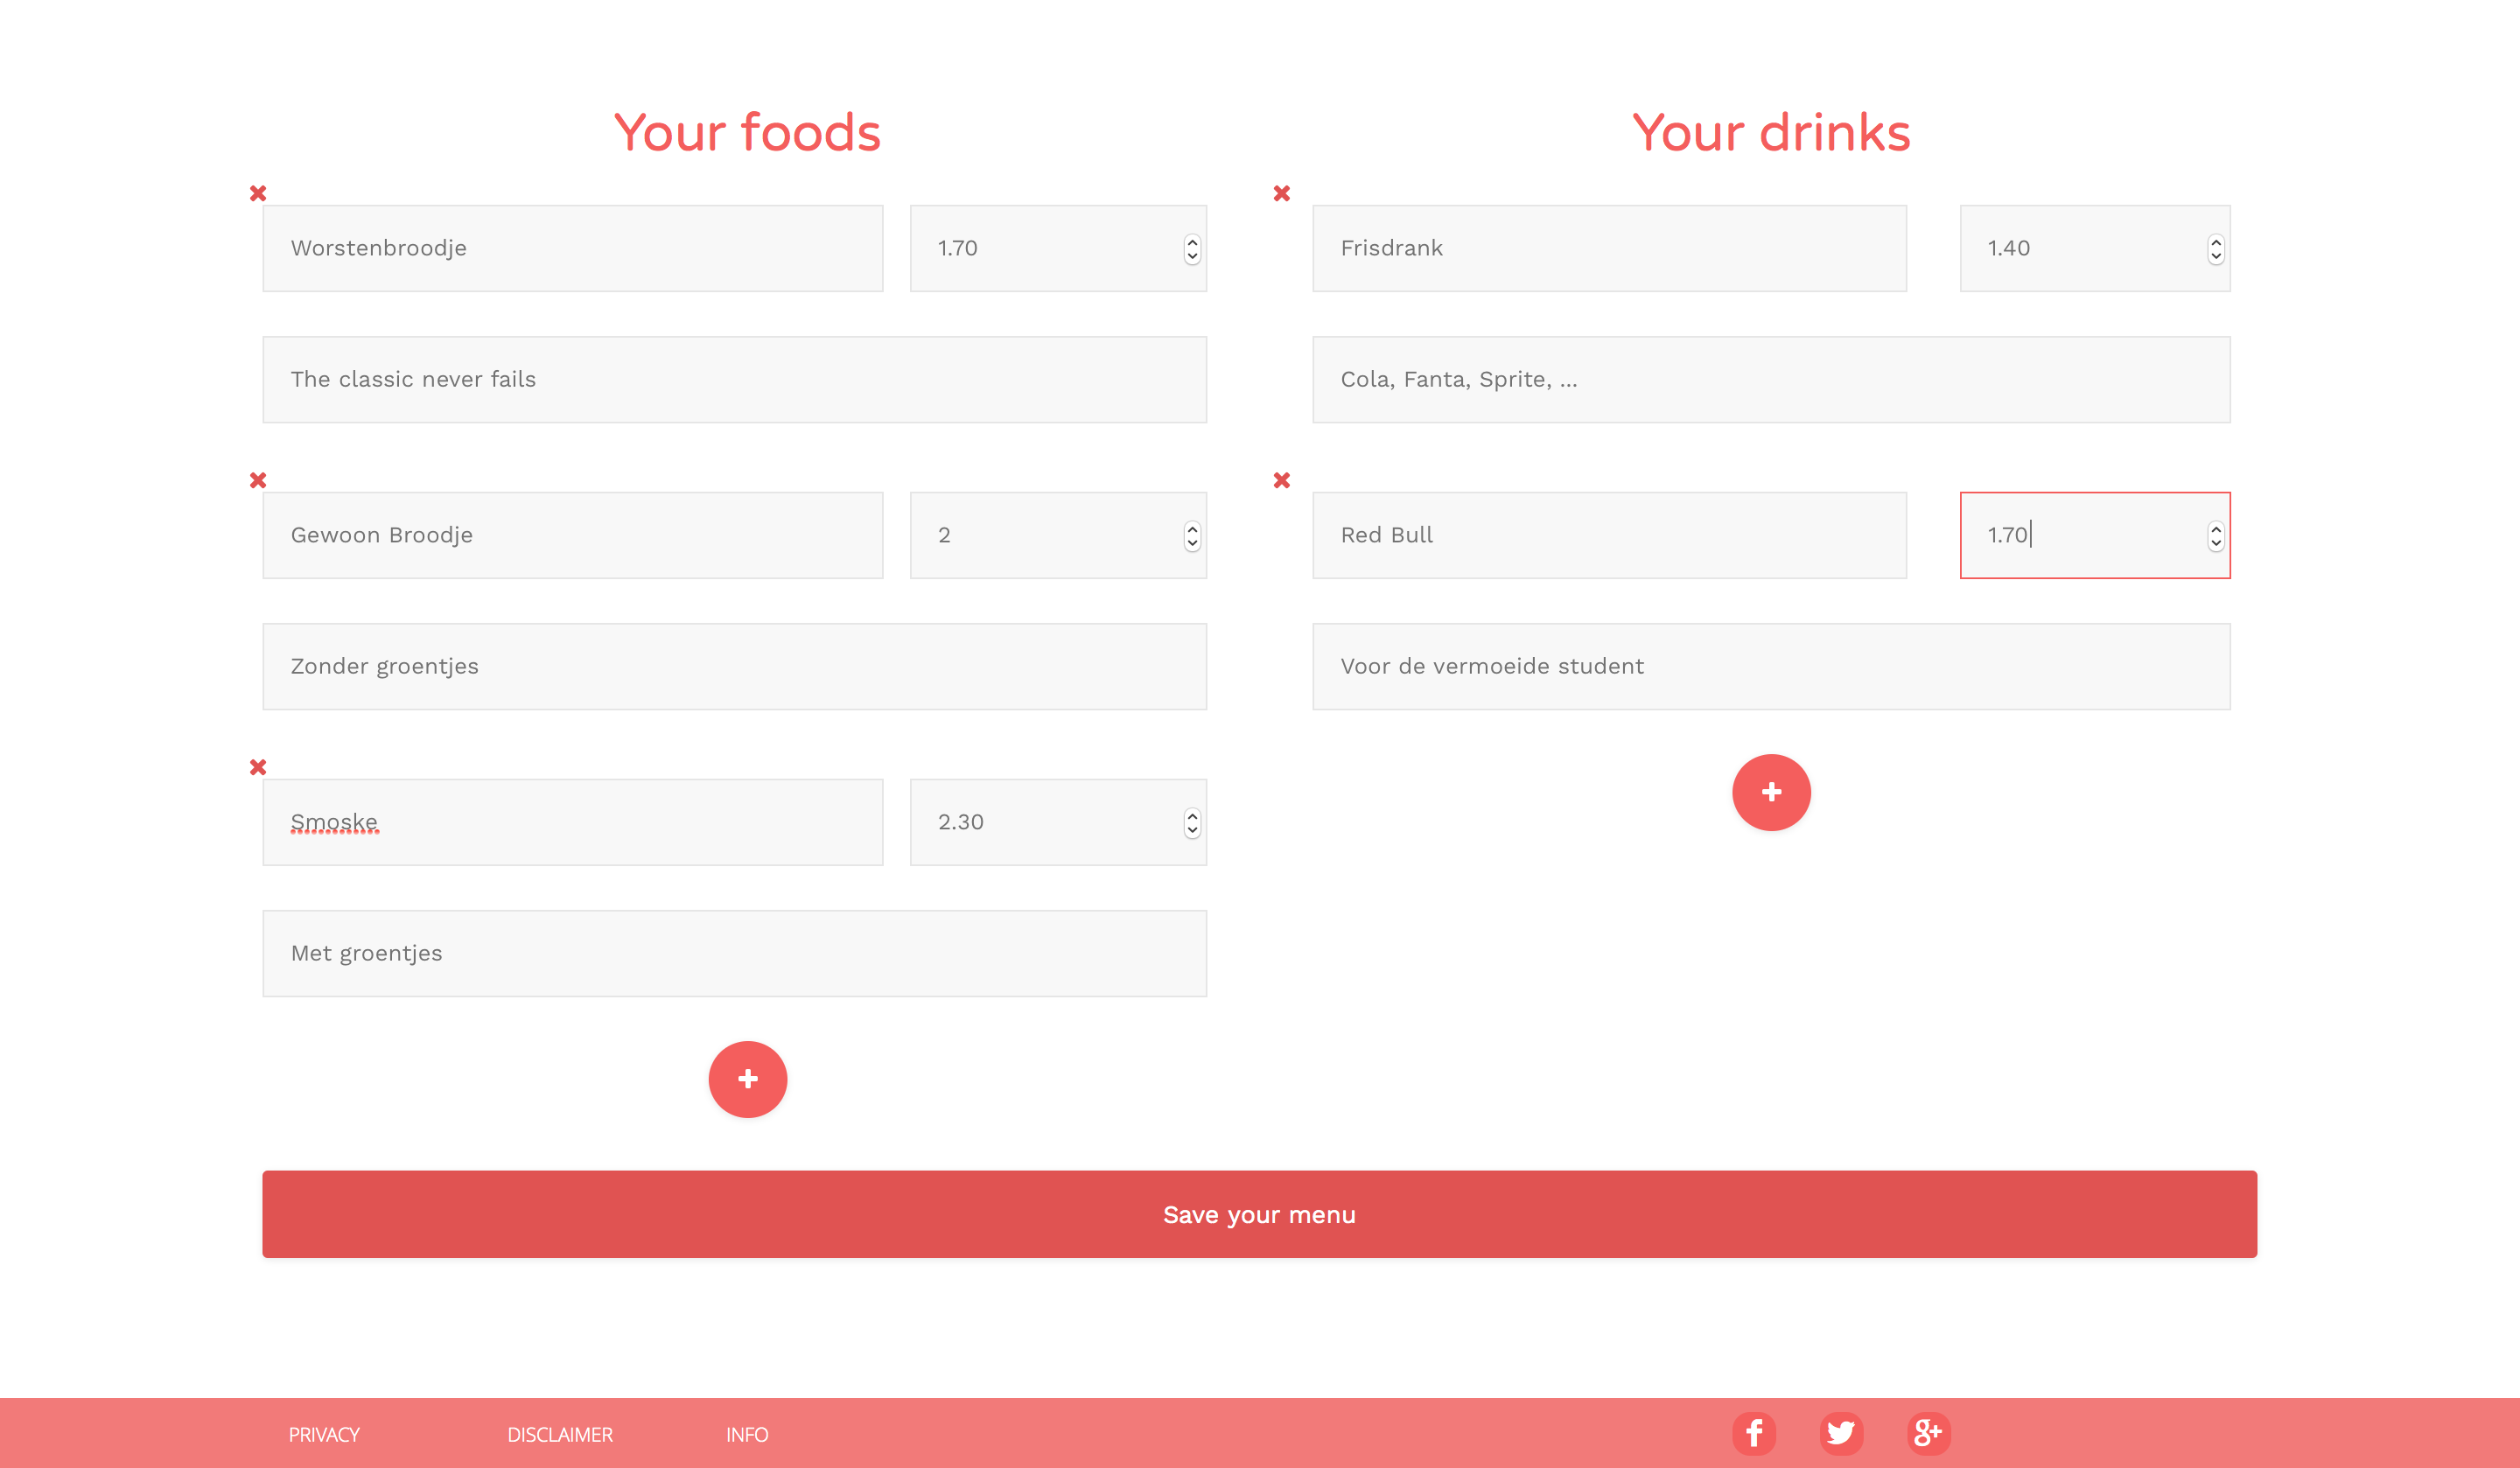 Your foods
Worstenbroodje
1.70
The classic never fails
Gewoon Broodje
2
Zonder groentjes
Smoske
2.30
Met groentjes
Your drinks
Frisdrank
1.40
Cola, Fanta, Sprite, ...
Red Bull
1.70
Voor de vermoeide student
Save your menu
PRIVACY
DISCLAIMER
INFO